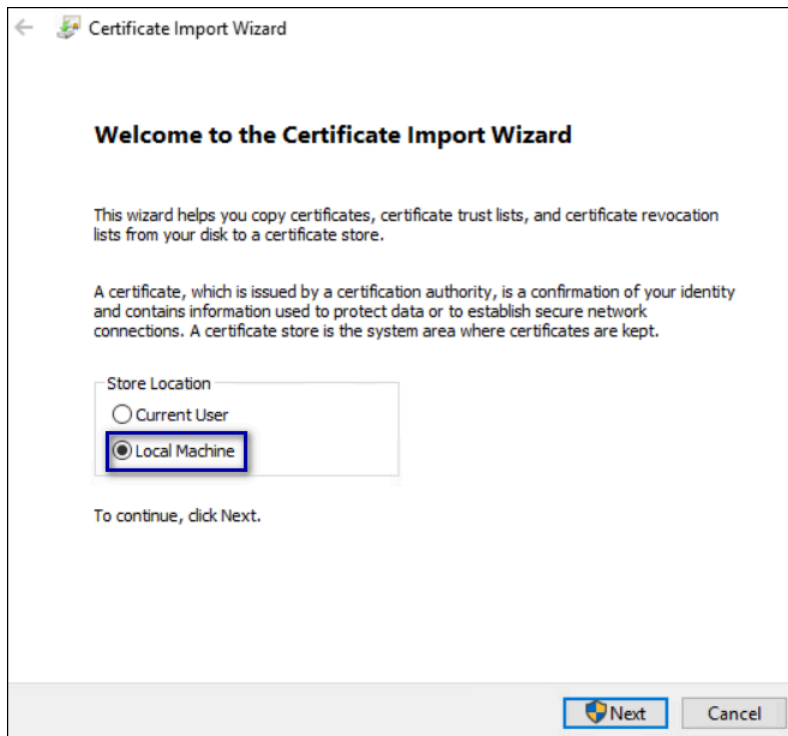 Certificate Import Wizard
Welcome to the Certificate Import Wizard
This wizard helps you copy certificates, certificate trust lists, and certificate revocation
lists from your disk to a certificate store.
A certificate, which is issued by a certification authority, is a confirmation of your identity
and contains information used to protect data or to establish secure network
connections. A certificate store is the system area where certificates are kept.
Store Location
Current User
Local Machine
To continue, click Next.
Next
Cancel